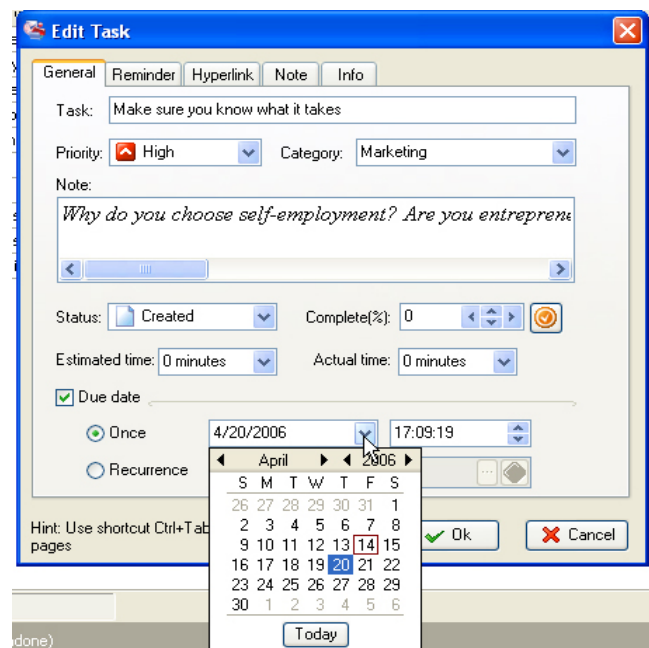 Edit Task
General Reminder Hyperlink Note Info
Task: Make sure you know what it takes
Priority: High Category: Marketing
Note:
Why do you choose self-employment? Are you entreprene
Status: Created Complete(%): 0
Estimated time: 0 minutes Actual time: 0 minutes
Due date
Once 4/20/2006 17:09:19
Recurrence
April 2006
S M T W T F S
26 27 28 29 30 31 1
2 3 4 5 6 7 8
9 10 11 12 13 14 15
16 17 18 19 20 21 22
23 24 25 26 27 28 29
30 1 2 3 4 5 6
Today
Hint: Use shortcut Ctrl+Tab
pages
Ok Cancel
done)